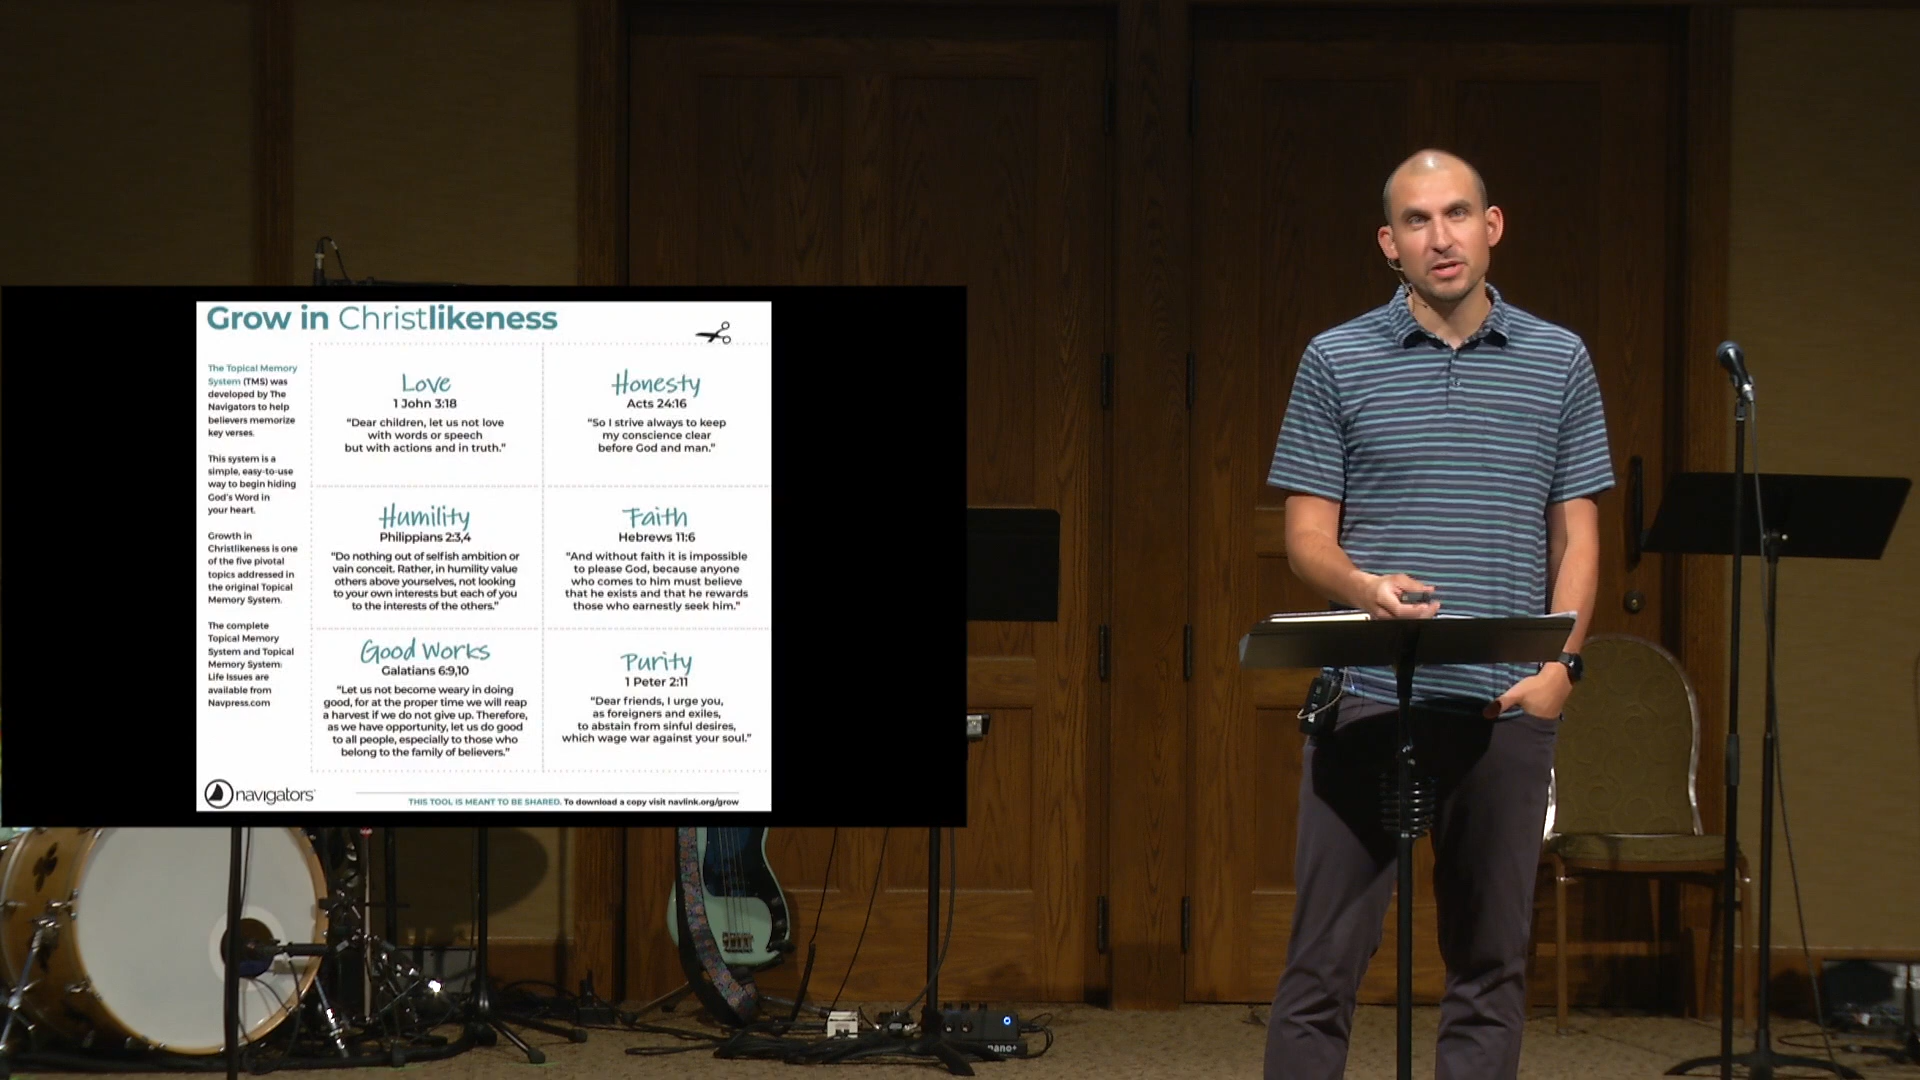 Grow in Christlikeness
The Topical Memory
System (TMS) was
developed by The
Navigators to help
believers memorize
key verses.
This system is a
simple, easy-to-use
way to begin hiding
God's Word in
your heart.
Growth in
Christlikeness is one
of the five pivotal
topics addressed in
the original Topical
Memory System.
The complete
Topical Memory
System and Topical
Memory System:
Life Issues are
available from
Navpress.com
Love
1 John 3:18
"Dear children, let us not love
with words or speech
but with actions and in truth."
Honesty
Acts 24:16
"So I strive always to keep
my conscience clear
before God and man."
Humility
Philippians 2:3,4
"Do nothing out of selfish ambition or
vain conceit. Rather, in humility value
others above yourselves, not looking
to your own interests but each of you
to the interests of the others."
Faith
Hebrews 11:6
"And without faith it is impossible
to please God, because anyone
who comes to him must believe
that he exists and that he rewards
those who earnestly seek him."
Good Works
Galatians 6:9,10
"Let us not become weary in doing
good, for at the proper time we will reap
a harvest if we do not give up. Therefore,
as we have opportunity, let us do good
to all people, especially to those who
belong to the family of believers."
Purity
1 Peter 2:11
"Dear friends, I urge you,
as foreigners and exiles,
to abstain from sinful desires,
which wage war against your soul."
navigators
THIS TOOL IS MEANT TO BE SHARED. To download a copy visit navlink.org/grow
nano+